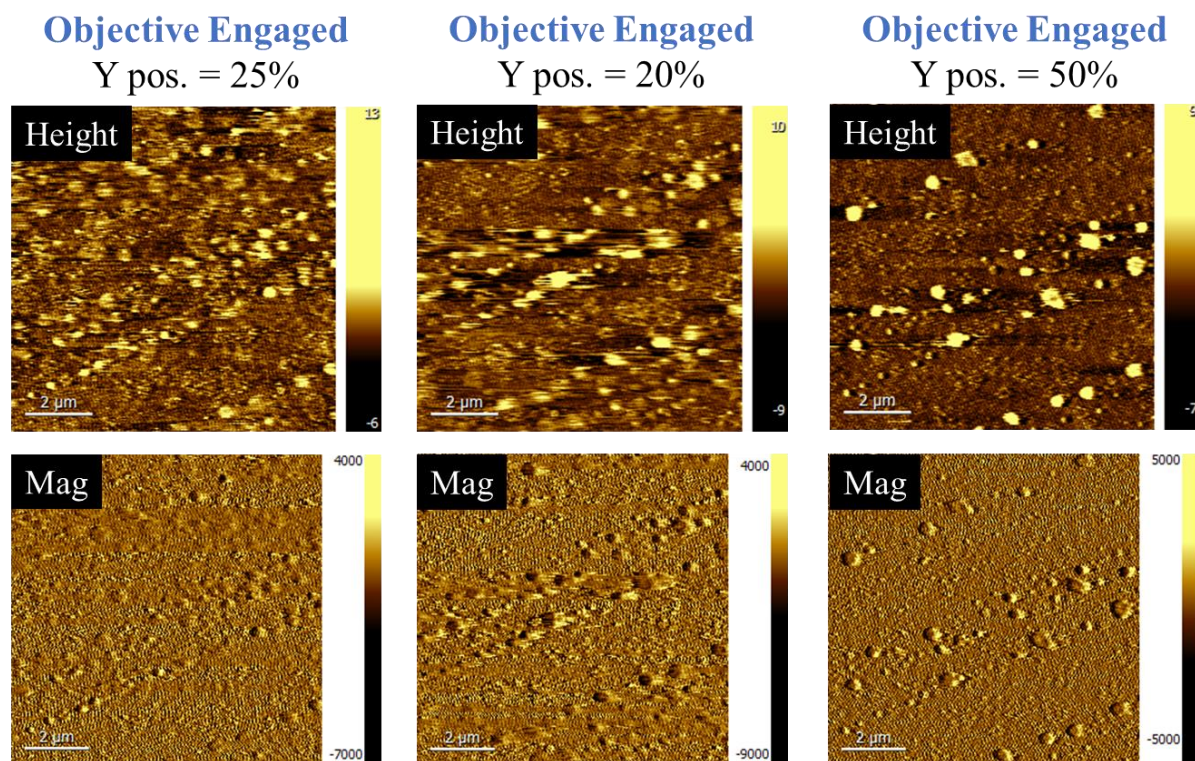 Objective Engaged
Y pos. = 25%
Objective Engaged
Y pos. = 20%
Objective Engaged
Y pos. = 50%
Height
13
-6
2 µm
Height
10
-9
2 µm
Height
2 µm
Mag
4000
-7000
2 µm
Mag
4000
-9000
2 µm
Mag
5000
-5000
2 µm